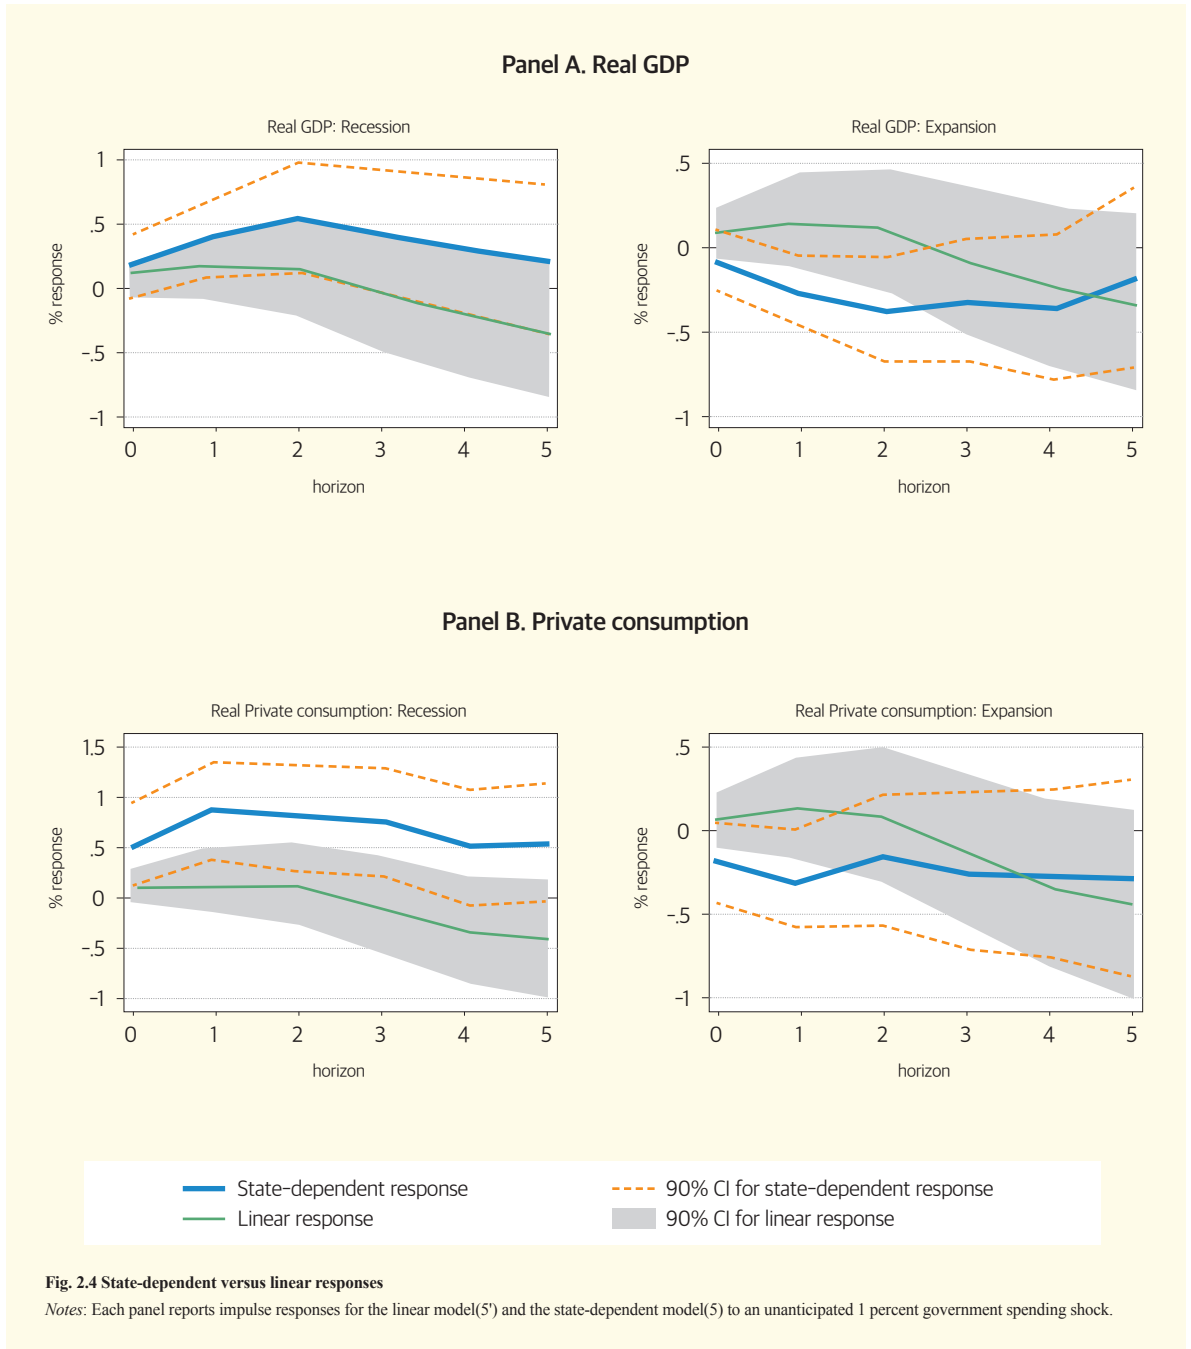 Panel A. Real GDP
Real GDP: Recession
% response
1
.5
0
-.5
-1
0 1 2 3 4 5
horizon
Real GDP: Expansion
% response
.5
0
-.5
-1
0 1 2 3 4 5
horizon
Panel B. Private consumption
Real Private consumption: Recession
% response
1.5
1
.5
0
-.5
-1
0 1 2 3 4 5
horizon
Real Private consumption: Expansion
% response
.5
0
-.5
-1
0 1 2 3 4 5
horizon
State-dependent response
90% CI for state-dependent response
Linear response
90% CI for linear response
Fig. 2.4 State-dependent versus linear responses
Notes: Each panel reports impulse responses for the linear model(5') and the state-dependent model(5) to an unanticipated 1 percent government spending shock.